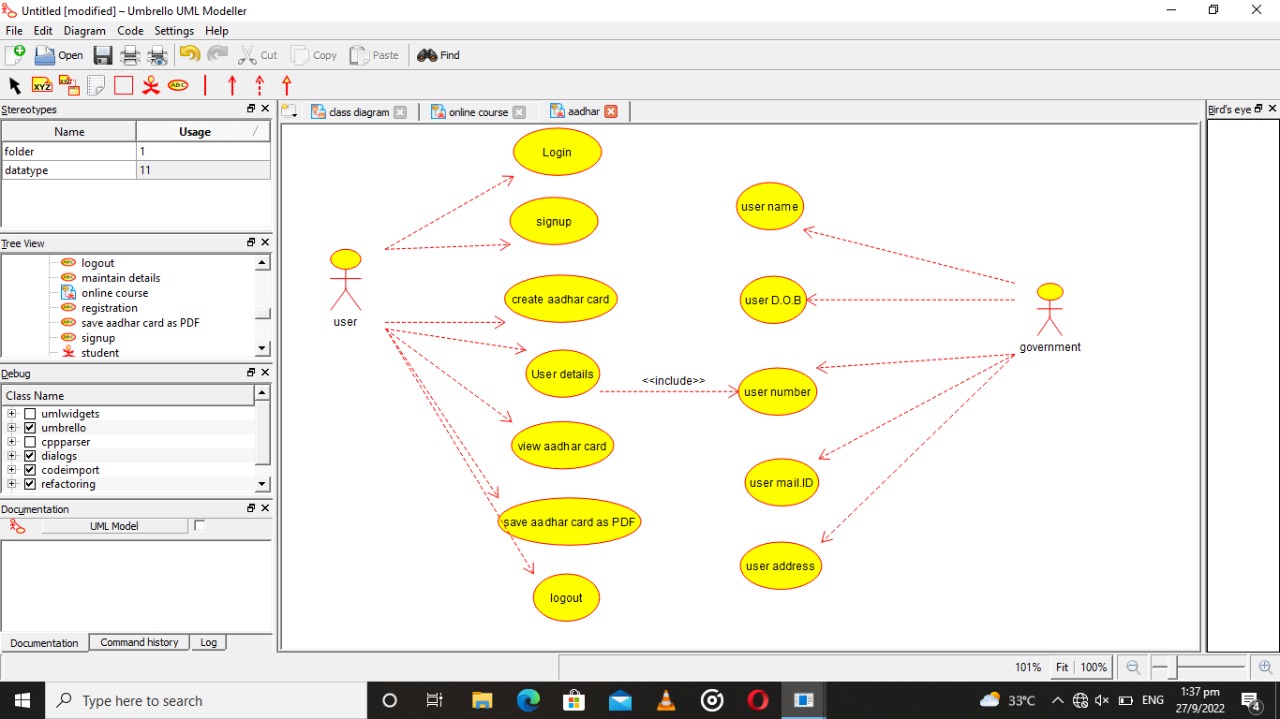 Untitled [modified] – Umbrello UML Modeller
File Edit Diagram Code Settings Help
Open Cut Copy Paste Find
XYZ ABC
Stereotypes
Name Usage
folder 1
datatype 11
Tree View
logout
maintain details
online course
registration
save aadhar card as PDF
signup
student
Debug
Class Name
umlwidgets
umbrello
cppparser
dialogs
codeimport
refactoring
Documentation
UML Model
Documentation Command history Log
class diagram online course aadhar
Bird's eye
Login
signup
create aadhar card
User details
view aadhar card
save aadhar card as PDF
logout
user
<<include>>
user name
user D.O.B
user number
user mail.ID
user address
government
101% Fit 100%
Type here to search
33°C ENG
1:37 pm
27/9/2022
4